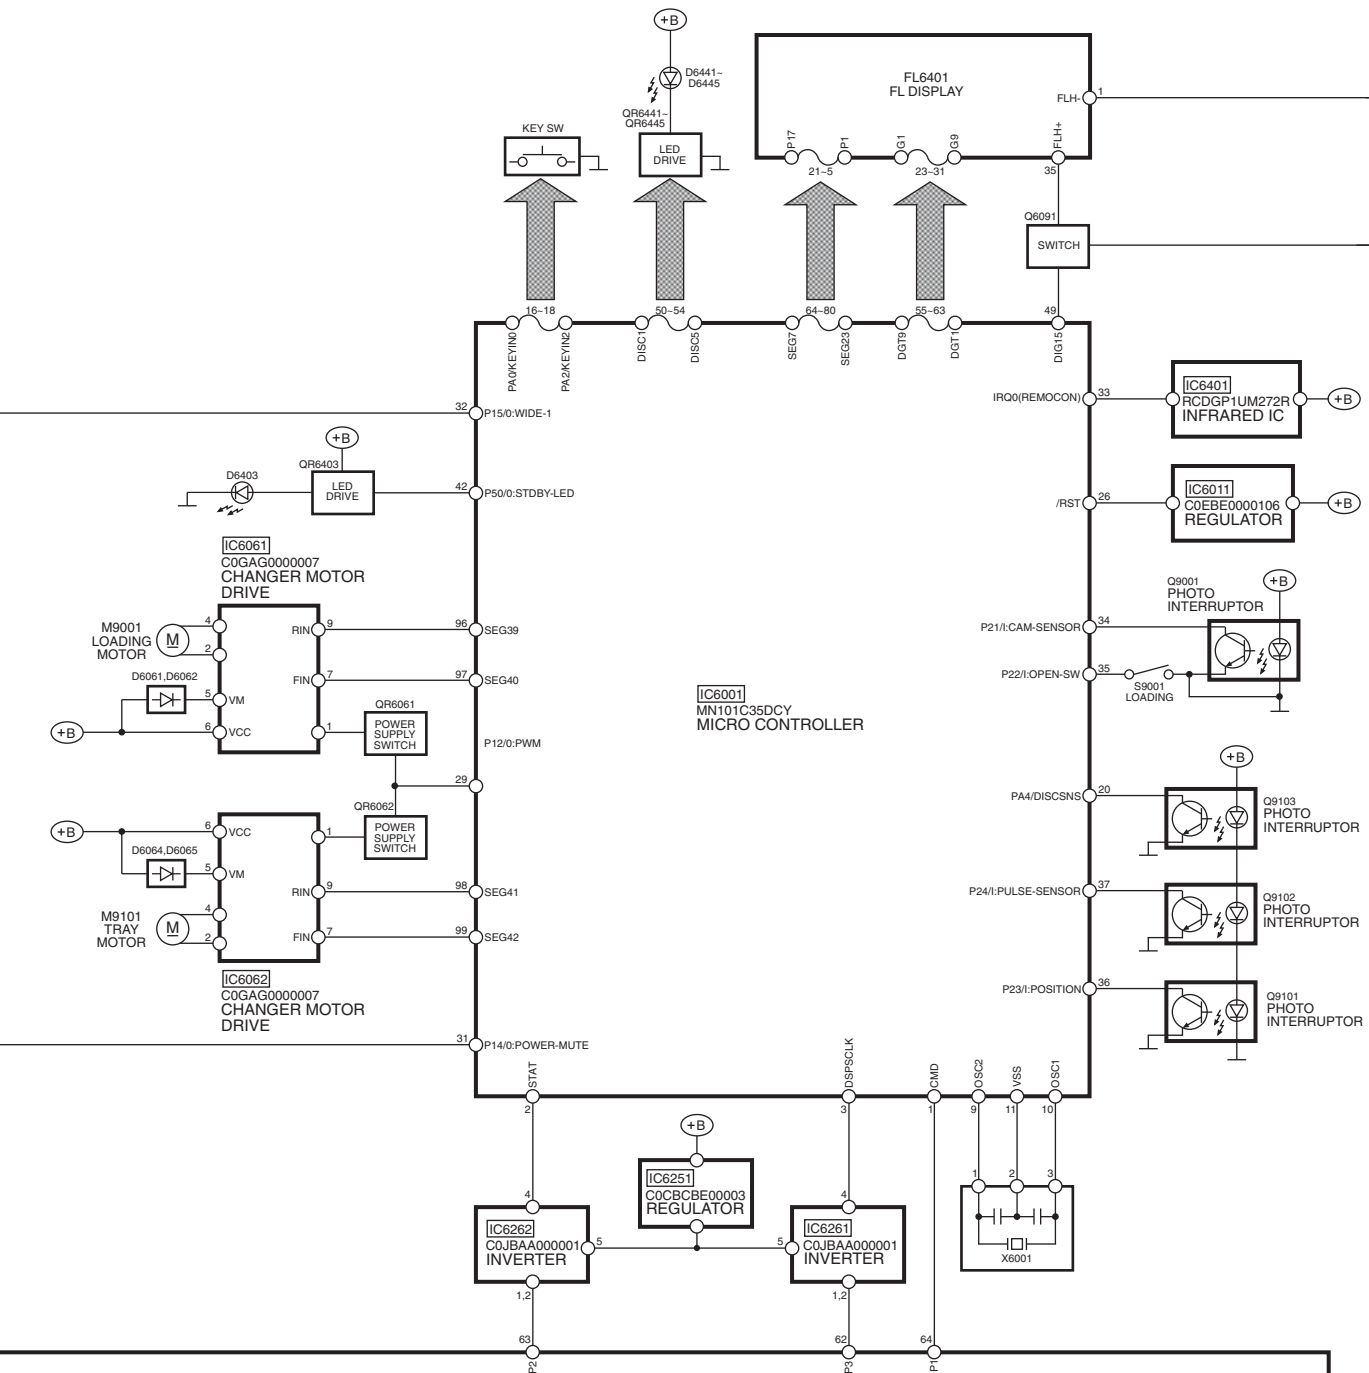 +B
D6441~
D6445
QR6441~
QR6445
LED
DRIVE
KEY SW
FL6401
FL DISPLAY
FLH-
1
P17
P1
G1
G9
FLH+
21~5
23~31
35
Q6091
SWITCH
16~18
50~54
64~80
55~63
49
PA0/KEYIN0
PA2/KEYIN2
DISC1
DISC5
SEG7
SEG23
DGT9
DGT1
DIG15
32
P15/0:WIDE-1
+B
QR6403
D6403
LED
DRIVE
42
P50/0:STDBY-LED
IC6061
C0GAG0000007
CHANGER MOTOR
DRIVE
M9001
LOADING
MOTOR
M
4
2
D6061,D6062
5
VM
+B
6
VCC
RIN
9
FIN
7
1
96
SEG39
97
SEG40
QR6061
POWER
SUPPLY
SWITCH
P12/0:PWM
29
QR6062
POWER
SUPPLY
SWITCH
+B
6
VCC
1
D6064,D6065
5
VM
RIN
9
98
SEG41
M9101
TRAY
MOTOR
M
4
2
FIN
7
99
SEG42
IC6062
C0GAG0000007
CHANGER MOTOR
DRIVE
31
P14/0:POWER-MUTE
IC6001
MN101C35DCY
MICRO CONTROLLER
IRQ0(REMOCON)
33
IC6401
RCDGP1UM272R
INFRARED IC
+B
/RST
26
IC6011
C0EBE0000106
REGULATOR
+B
Q9001
PHOTO
INTERRUPTOR
+B
P21/I:CAM-SENSOR
34
P22/I:OPEN-SW
35
S9001
LOADING
+B
PA4/DISCSNS
20
Q9103
PHOTO
INTERRUPTOR
P24/I:PULSE-SENSOR
37
Q9102
PHOTO
INTERRUPTOR
P23/I:POSITION
36
Q9101
PHOTO
INTERRUPTOR
STAT
DSPSCLK
CMD
OSC2
VSS
OSC1
2
3
1
9
11
10
+B
IC6251
C0CBCBE00003
REGULATOR
4
IC6262
C0JBAA000001
INVERTER
5
1,2
4
5
IC6261
C0JBAA000001
INVERTER
1,2
1
2
3
X6001
63
62
64
P2
P3
P1